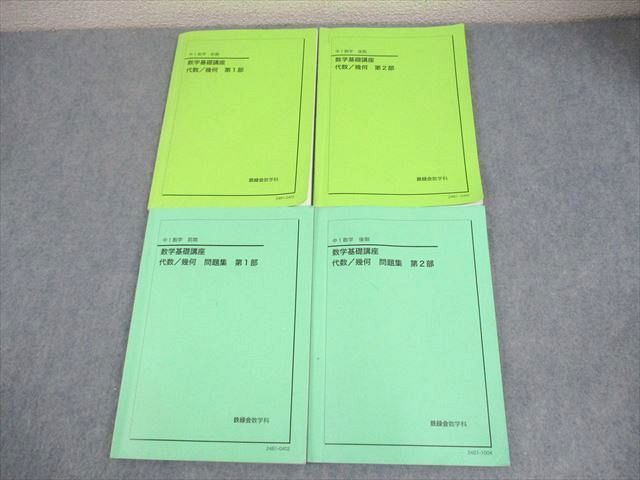 中1数学 前期
数学基礎講座
代数/幾何 第1部
鉄緑会数学科
中1数学 後期
数学基礎講座
代数/幾何 第2部
鉄緑会数学科
中1数学 前期
数学基礎講座
代数/幾何 問題集 第1部
鉄緑会数学科
2461-0402
中1数学 後期
数学基礎講座
代数/幾何 問題集 第2部
鉄緑会数学科